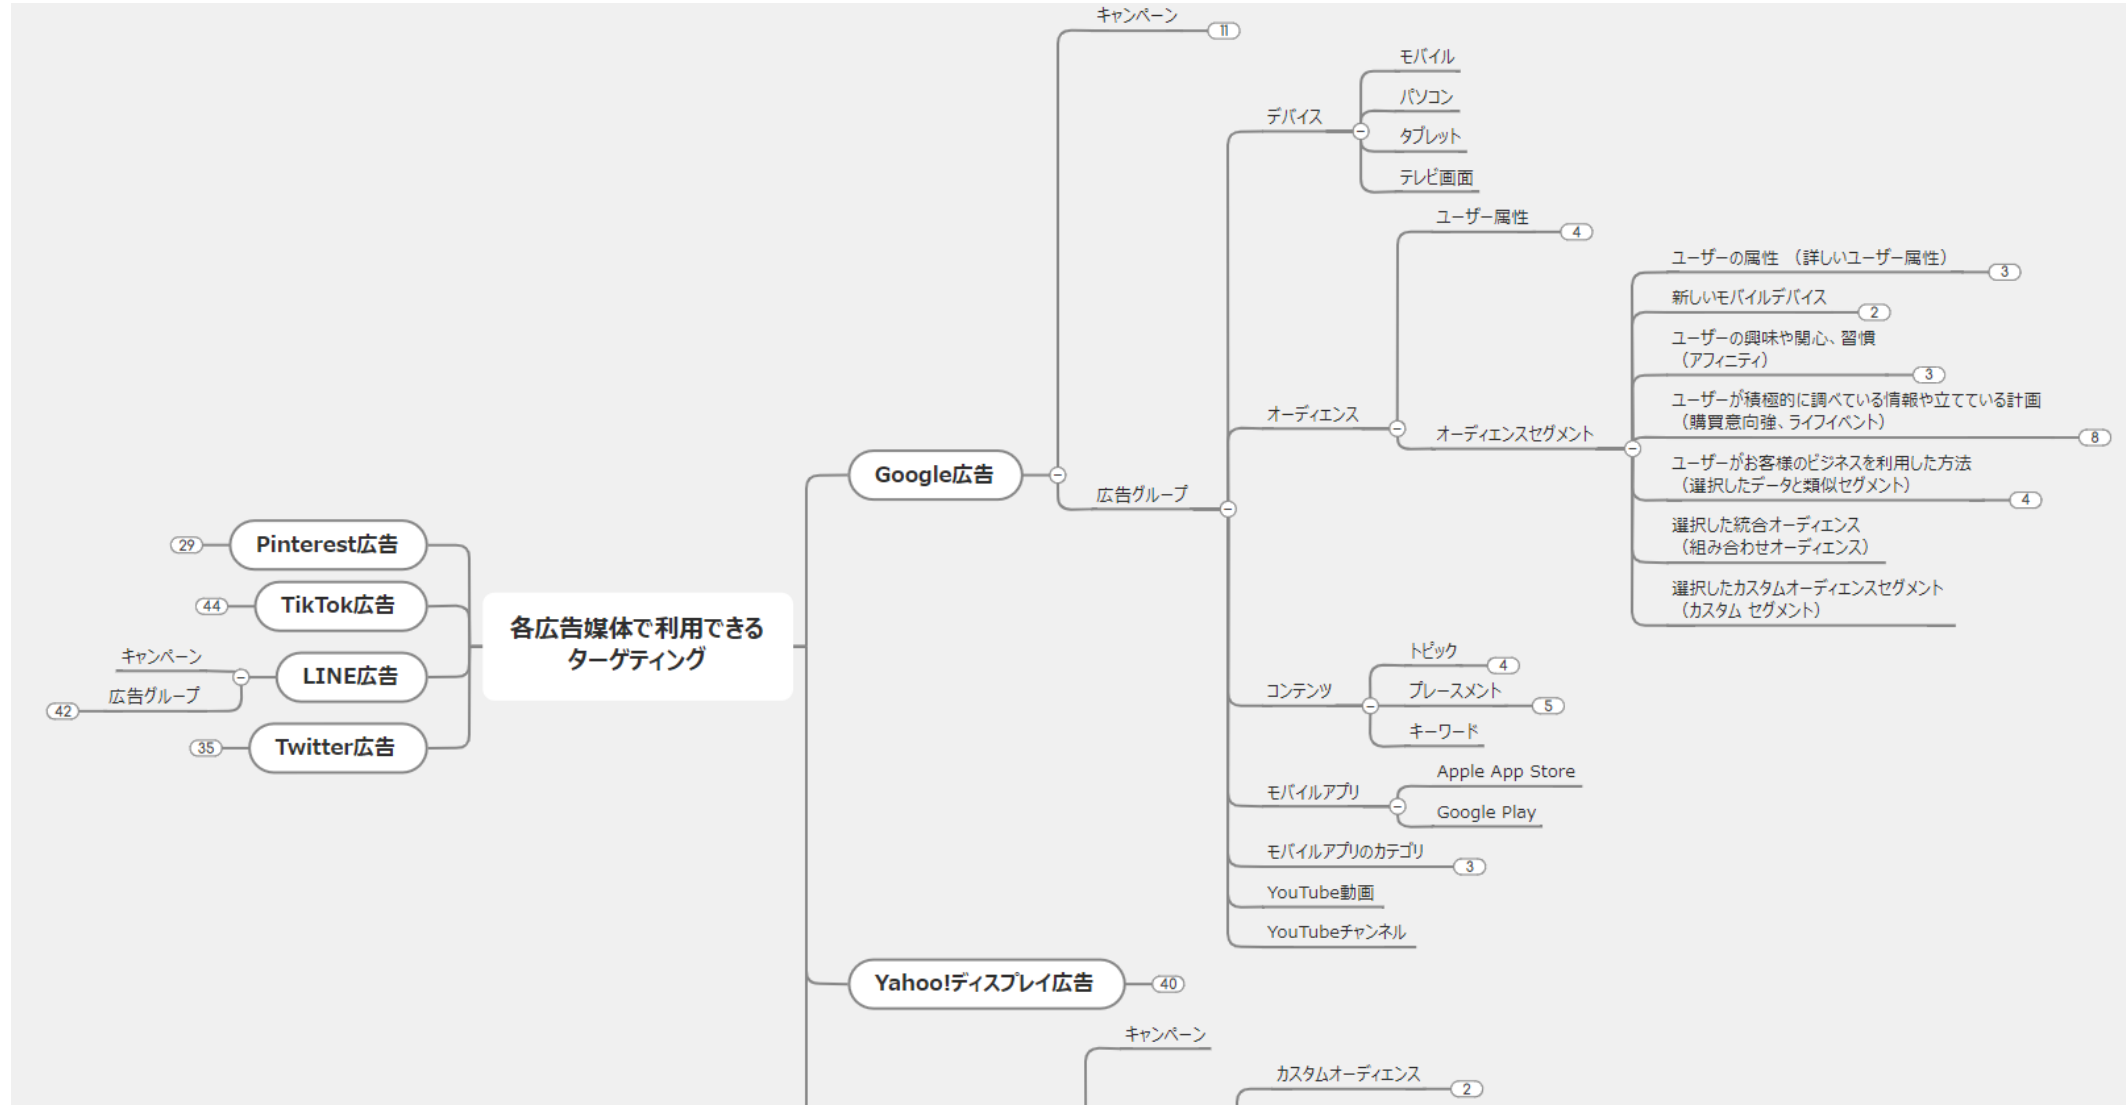 各広告媒体で利用できる
ターゲティング
Pinterest広告
29
TikTok広告
44
LINE広告
キャンペーン
広告グループ
42
Twitter広告
35
Google広告
キャンペーン
11
広告グループ
デバイス
モバイル
パソコン
タブレット
テレビ画面
オーディエンス
ユーザー属性
4
オーディエンスセグメント
ユーザーの属性 （詳しいユーザー属性）
3
新しいモバイルデバイス
2
ユーザーの興味や関心、習慣
（アフィニティ）
3
ユーザーが積極的に調べている情報や立てている計画
（購買意向強、ライフイベント）
8
ユーザーがお客様のビジネスを利用した方法
（選択したデータと類似セグメント）
4
選択した統合オーディエンス
（組み合わせオーディエンス）
選択したカスタムオーディエンスセグメント
（カスタム セグメント）
コンテンツ
トピック
4
プレースメント
5
キーワード
モバイルアプリ
Apple App Store
Google Play
モバイルアプリのカテゴリ
3
YouTube動画
YouTubeチャンネル
Yahoo!ディスプレイ広告
40
キャンペーン
カスタムオーディエンス
2